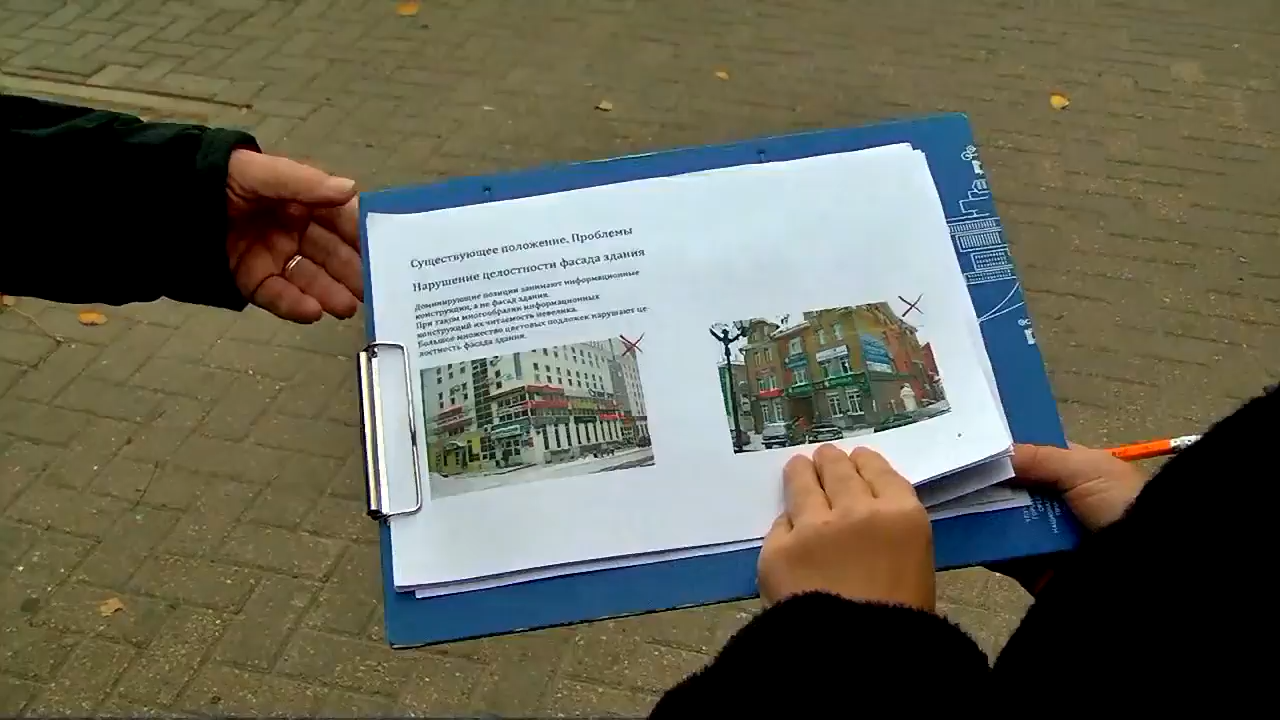 Существующее положение. Проблемы
Нарушение целостности фасада здания
Доминирующие позиции занимают информационные
конструкции, а не фасад здания.
При таком многообразии информационных
конструкций их читаемость невелика.
Большое множество цветовых подложек нарушают це-
лостность фасада здания.